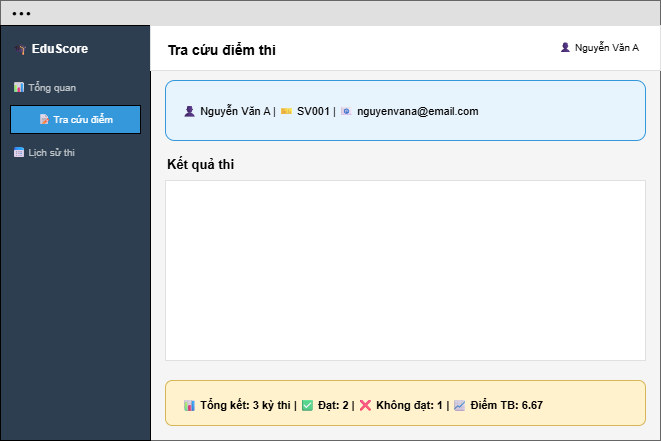 EduScore
Tổng quan
Tra cứu điểm
Lịch sử thi
Tra cứu điểm thi
Nguyễn Văn A
Nguyễn Văn A | SV001 | nguyenvana@email.com
Kết quả thi
Tổng kết: 3 kỳ thi | Đạt: 2 | Không đạt: 1 | Điểm TB: 6.67